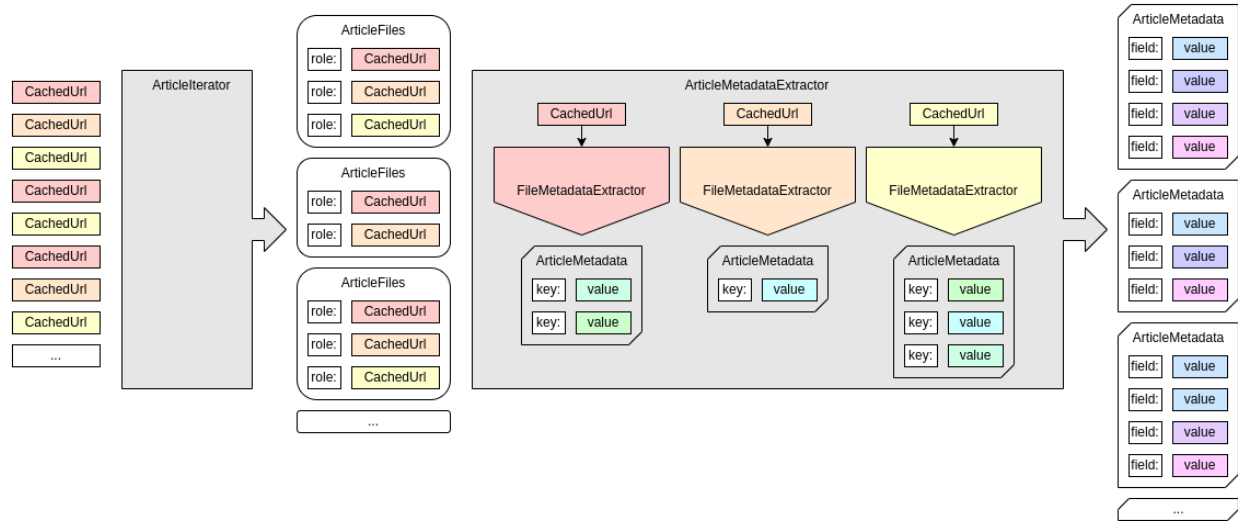 CachedUrl
CachedUrl
CachedUrl
CachedUrl
CachedUrl
CachedUrl
CachedUrl
CachedUrl
...
ArticleIterator
ArticleFiles
role: CachedUrl
role: CachedUrl
role: CachedUrl
ArticleFiles
role: CachedUrl
role: CachedUrl
ArticleFiles
role: CachedUrl
role: CachedUrl
role: CachedUrl
...
ArticleMetadataExtractor
CachedUrl
FileMetadataExtractor
ArticleMetadata
key: value
key: value
CachedUrl
FileMetadataExtractor
ArticleMetadata
key: value
CachedUrl
FileMetadataExtractor
ArticleMetadata
key: value
key: value
key: value
ArticleMetadata
field: value
field: value
field: value
field: value
ArticleMetadata
field: value
field: value
field: value
ArticleMetadata
field: value
field: value
field: value
field: value
...